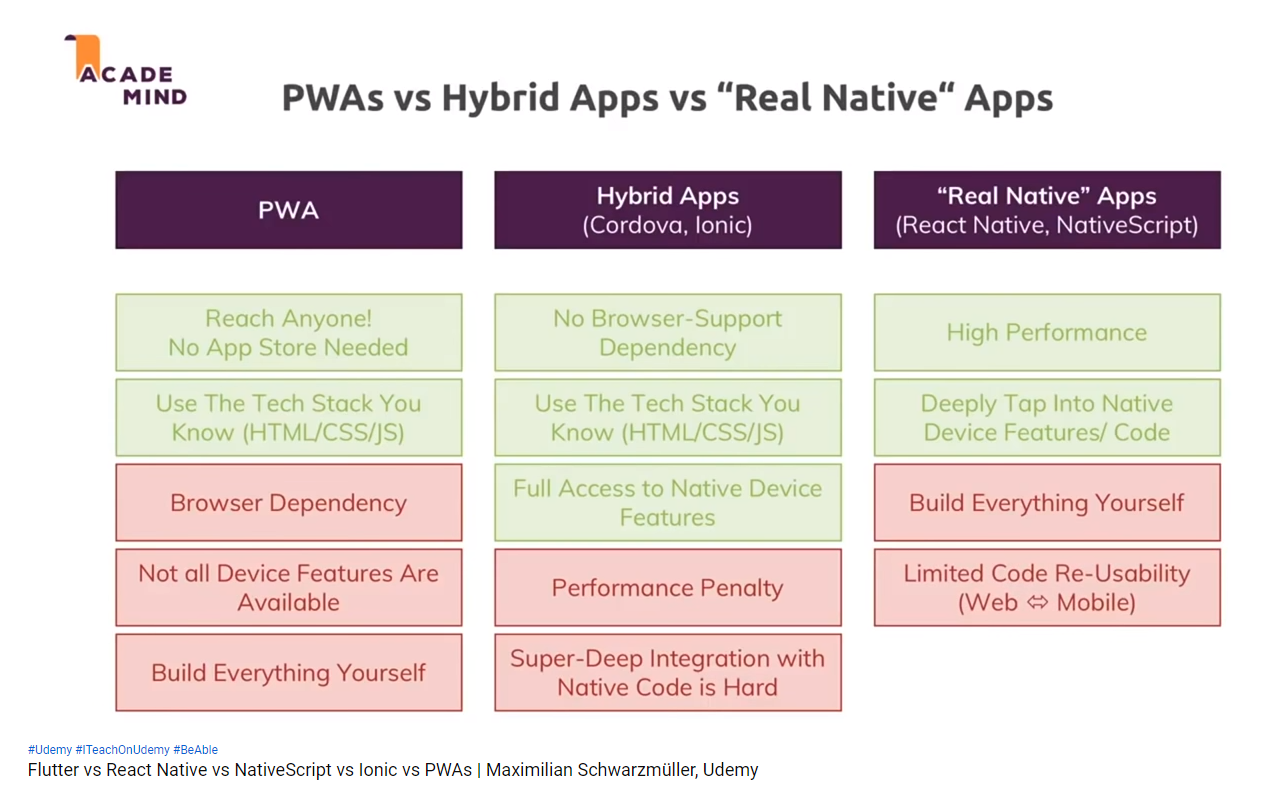 ACADE
MIND
PWAs vs Hybrid Apps vs “Real Native“ Apps
PWA
Reach Anyone!
No App Store Needed
Use The Tech Stack You
Know (HTML/CSS/JS)
Browser Dependency
Not all Device Features Are
Available
Build Everything Yourself
Hybrid Apps
(Cordova, Ionic)
No Browser-Support
Dependency
Use The Tech Stack You
Know (HTML/CSS/JS)
Full Access to Native Device
Features
Performance Penalty
Super-Deep Integration with
Native Code is Hard
“Real Native” Apps
(React Native, NativeScript)
High Performance
Deeply Tap Into Native
Device Features/ Code
Build Everything Yourself
Limited Code Re-Usability
(Web ⇔ Mobile)
#Udemy #ITeachOnUdemy #BeAble
Flutter vs React Native vs NativeScript vs Ionic vs PWAs | Maximilian Schwarzmüller, Udemy